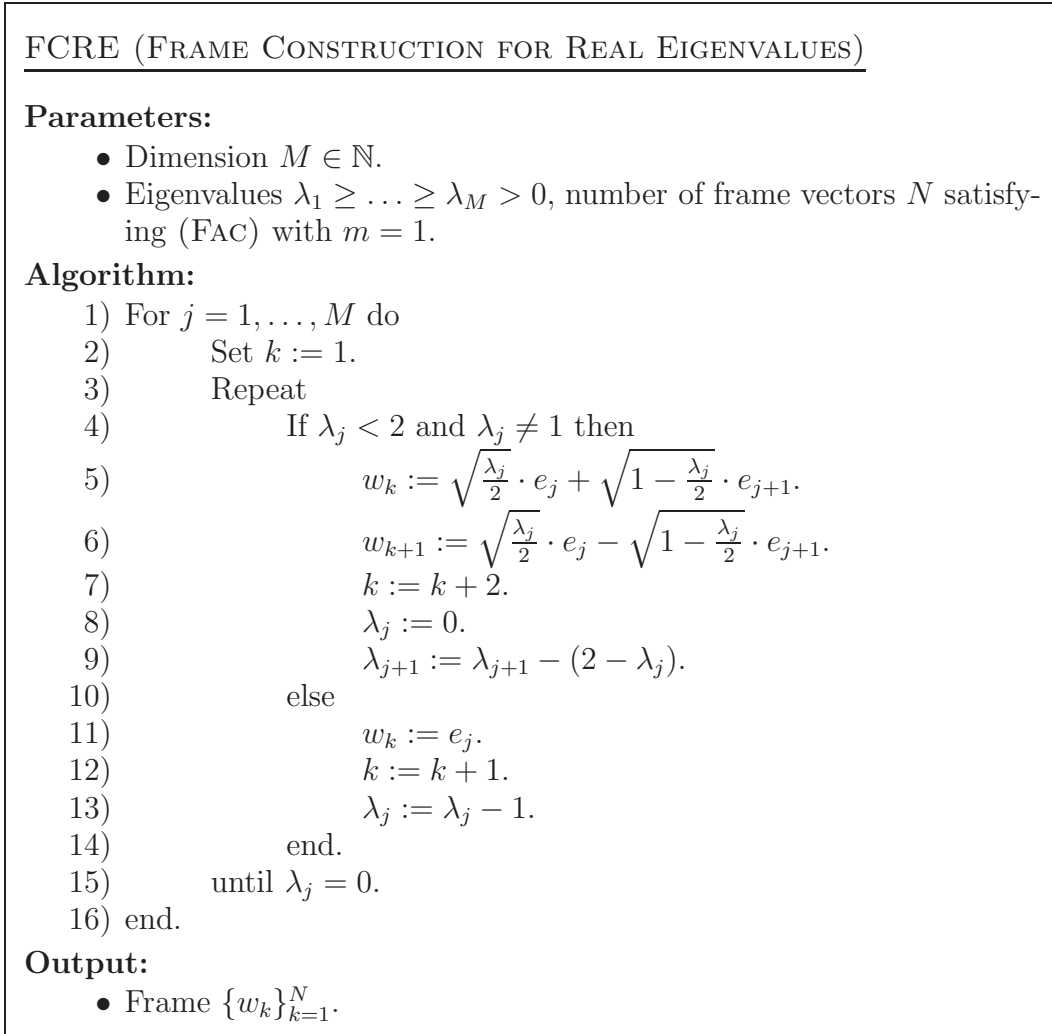 FCRE (Frame Construction for Real Eigenvalues)
Parameters:
• Dimension M ∈ ℕ.
• Eigenvalues λ₁ ≥ … ≥ λ_M > 0, number of frame vectors N satisfy-
ing (Fac) with m = 1.
Algorithm:
1) For j = 1, …, M do
2) Set k := 1.
3) Repeat
4) If λ_j < 2 and λ_j ≠ 1 then
5) w_k := √(λ_j/2) · e_j + √(1 − λ_j/2) · e_{j+1}.
6) w_{k+1} := √(λ_j/2) · e_j − √(1 − λ_j/2) · e_{j+1}.
7) k := k + 2.
8) λ_j := 0.
9) λ_{j+1} := λ_{j+1} − (2 − λ_j).
10) else
11) w_k := e_j.
12) k := k + 1.
13) λ_j := λ_j − 1.
14) end.
15) until λ_j = 0.
16) end.
Output:
• Frame {w_k}_{k=1}^N.